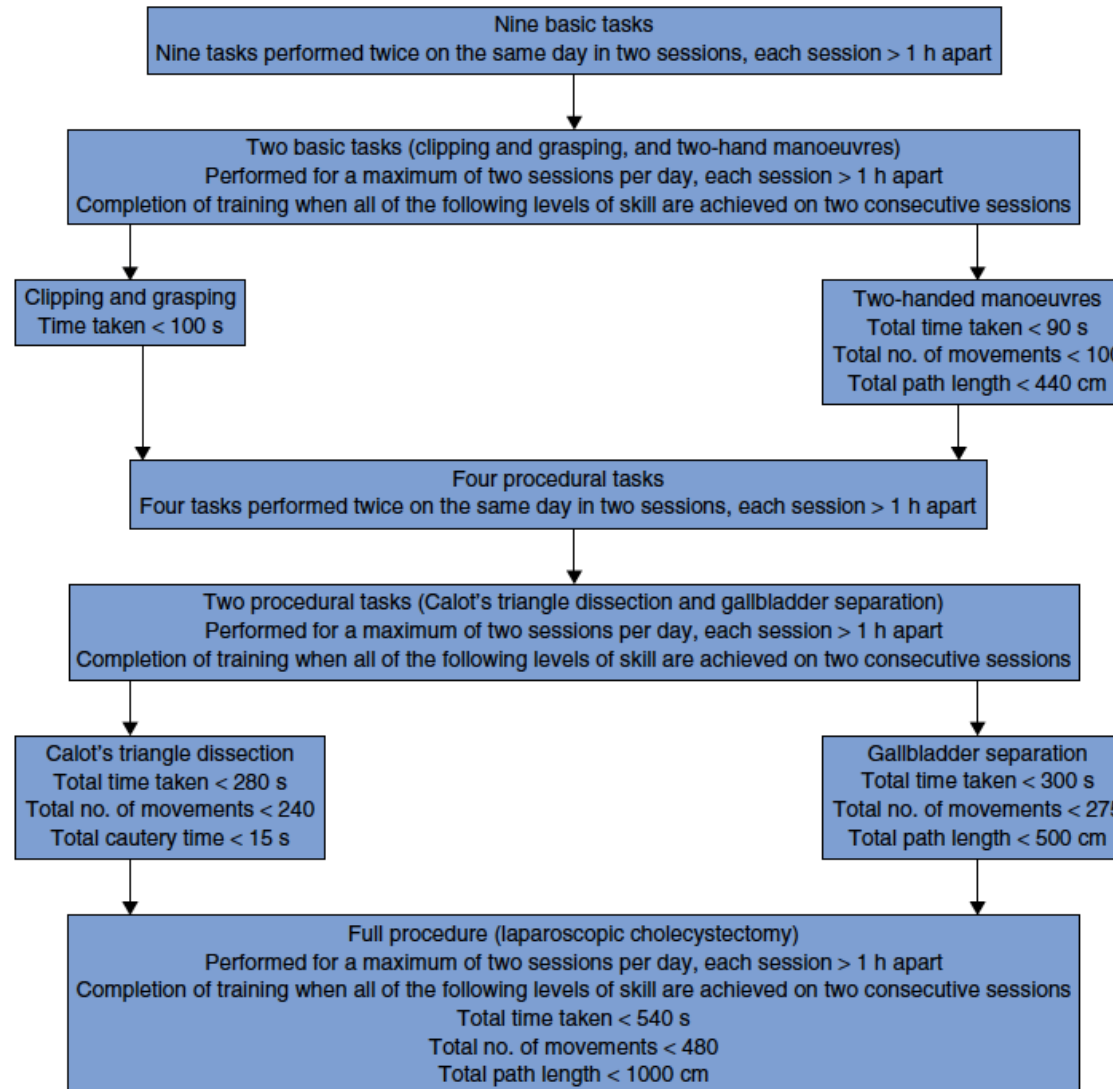 Nine basic tasks
Nine tasks performed twice on the same day in two sessions, each session > 1 h apart
Two basic tasks (clipping and grasping, and two-hand manoeuvres)
Performed for a maximum of two sessions per day, each session > 1 h apart
Completion of training when all of the following levels of skill are achieved on two consecutive sessions
Clipping and grasping
Time taken < 100 s
Two-handed manoeuvres
Total time taken < 90 s
Total no. of movements < 100
Total path length < 440 cm
Four procedural tasks
Four tasks performed twice on the same day in two sessions, each session > 1 h apart
Two procedural tasks (Calot's triangle dissection and gallbladder separation)
Performed for a maximum of two sessions per day, each session > 1 h apart
Completion of training when all of the following levels of skill are achieved on two consecutive sessions
Calot's triangle dissection
Total time taken < 280 s
Total no. of movements < 240
Total cautery time < 15 s
Gallbladder separation
Total time taken < 300 s
Total no. of movements < 275
Total path length < 500 cm
Full procedure (laparoscopic cholecystectomy)
Performed for a maximum of two sessions per day, each session > 1 h apart
Completion of training when all of the following levels of skill are achieved on two consecutive sessions
Total time taken < 540 s
Total no. of movements < 480
Total path length < 1000 cm